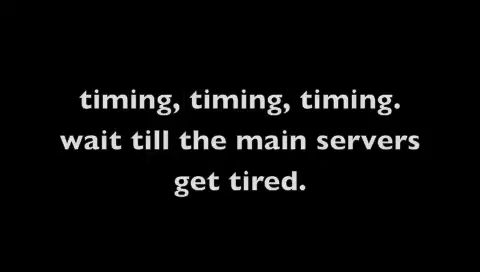 timing, timing, timing.
wait till the main servers
get tired.